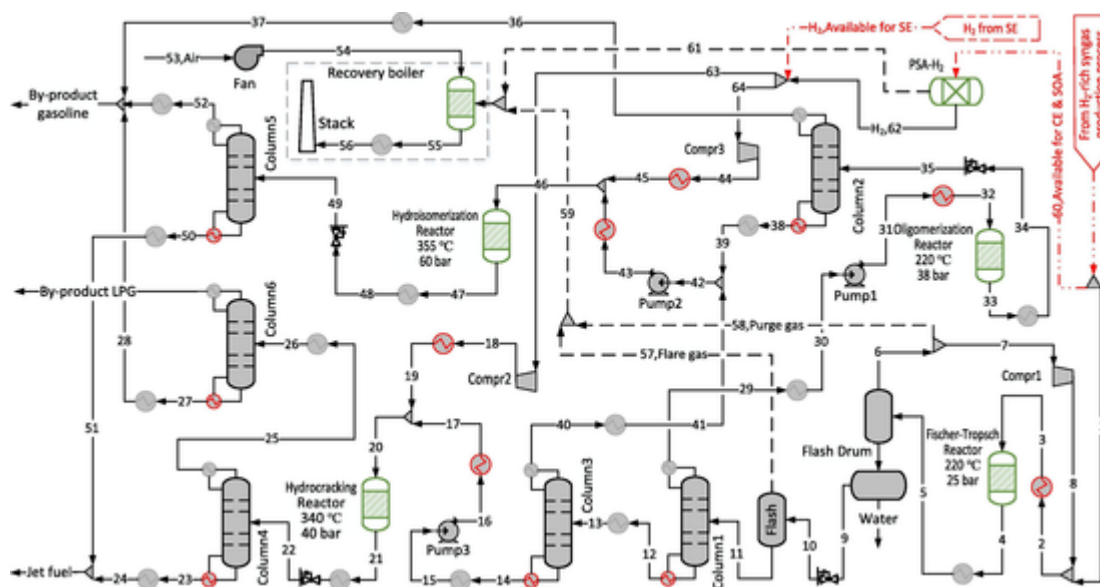 37
36
53,Air
54
Fan
Recovery boiler
Stack
56
55
61
H₂,Available for SE
H₂ from SE
PSA-H₂
63
64
H₂,62
60,Available for CE & SOA
From H₂-rich syngas
production process
By-product
gasoline
52
Column5
50
49
48
47
46
45
44
Compr3
59
Hydroisomerization
Reactor
355 ℃
60 bar
43
Pump2
42
39
38
Column2
35
31
32
Oligomerization
Reactor
220℃
38 bar
33
34
Pump1
30
By-product LPG
Column6
26
28
27
51
25
19
18
Compr2
58,Purge gas
57,Flare gas
29
6
7
Compr1
17
20
40
41
Hydrocracking
Reactor
340 ℃
40 bar
21
22
16
Pump3
15
14
Column3
13
12
Column1
11
Flash
10
9
Flash Drum
Water
5
Fischer-Tropsch
Reactor
220 ℃
25 bar
3
4
2
8
Column4
Jet fuel
24
23